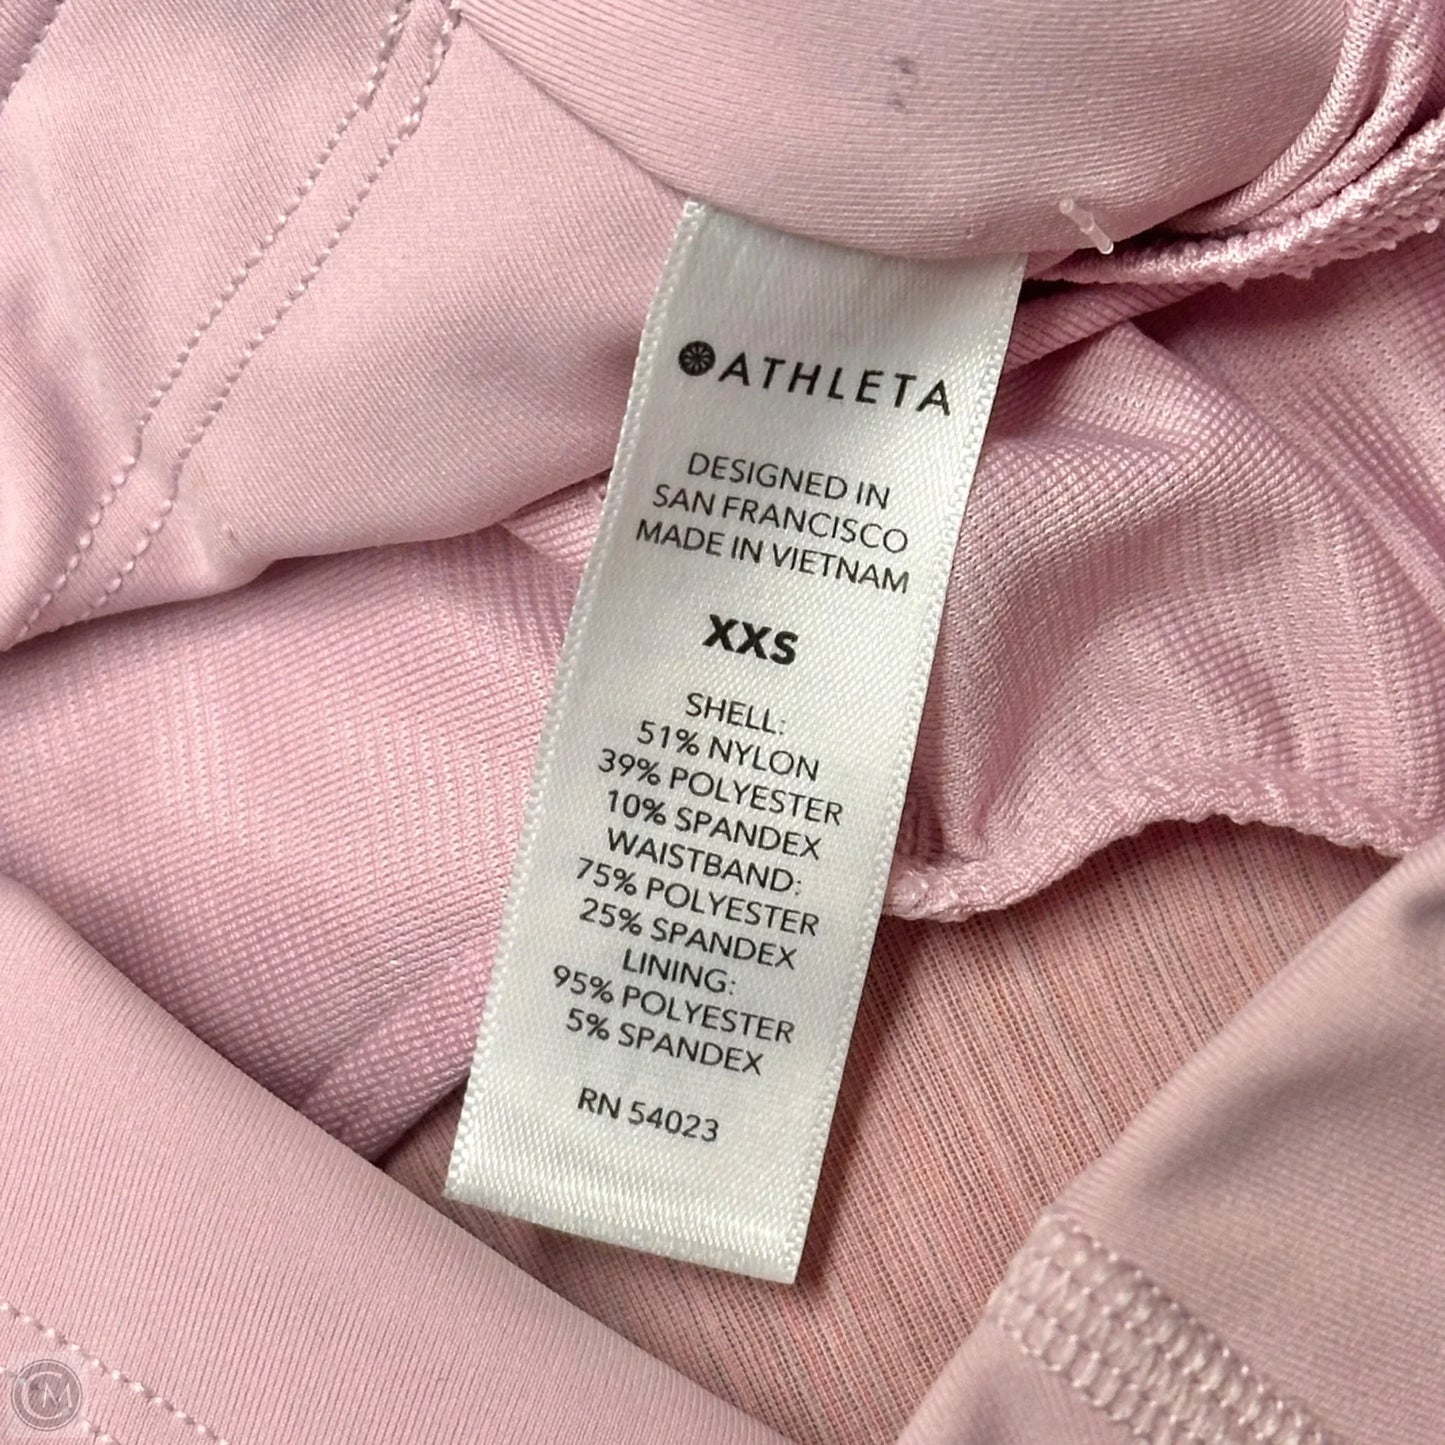 ATHLETA
DESIGNED IN
SAN FRANCISCO
MADE IN VIETNAM
XXS
SHELL:
51% NYLON
39% POLYESTER
10% SPANDEX
WAISTBAND:
75% POLYESTER
25% SPANDEX
LINING:
95% POLYESTER
5% SPANDEX
RN 54023
M